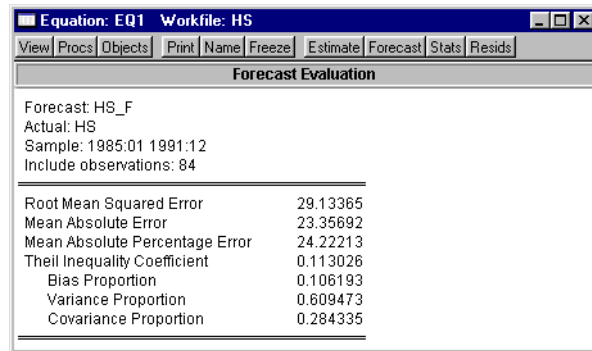 Equation: EQ1 Workfile: HS
View Procs Objects Print Name Freeze Estimate Forecast Stats Resids
Forecast Evaluation
Forecast: HS_F
Actual: HS
Sample: 1985:01 1991:12
Include observations: 84
Root Mean Squared Error 29.13365
Mean Absolute Error 23.35692
Mean Absolute Percentage Error 24.22213
Theil Inequality Coefficient 0.113026
Bias Proportion 0.106193
Variance Proportion 0.609473
Covariance Proportion 0.284335